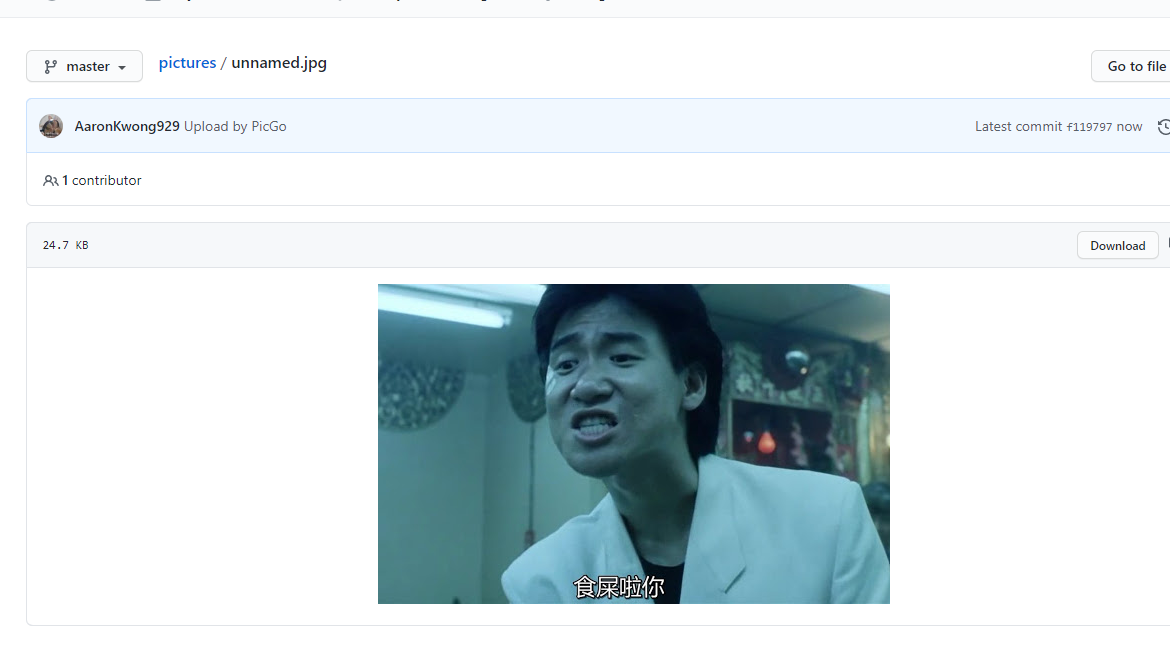 master
pictures / unnamed.jpg
Go to file
AaronKwong929 Upload by PicGo
Latest commit f119797 now
1 contributor
24.7 KB
Download
食屎啦你